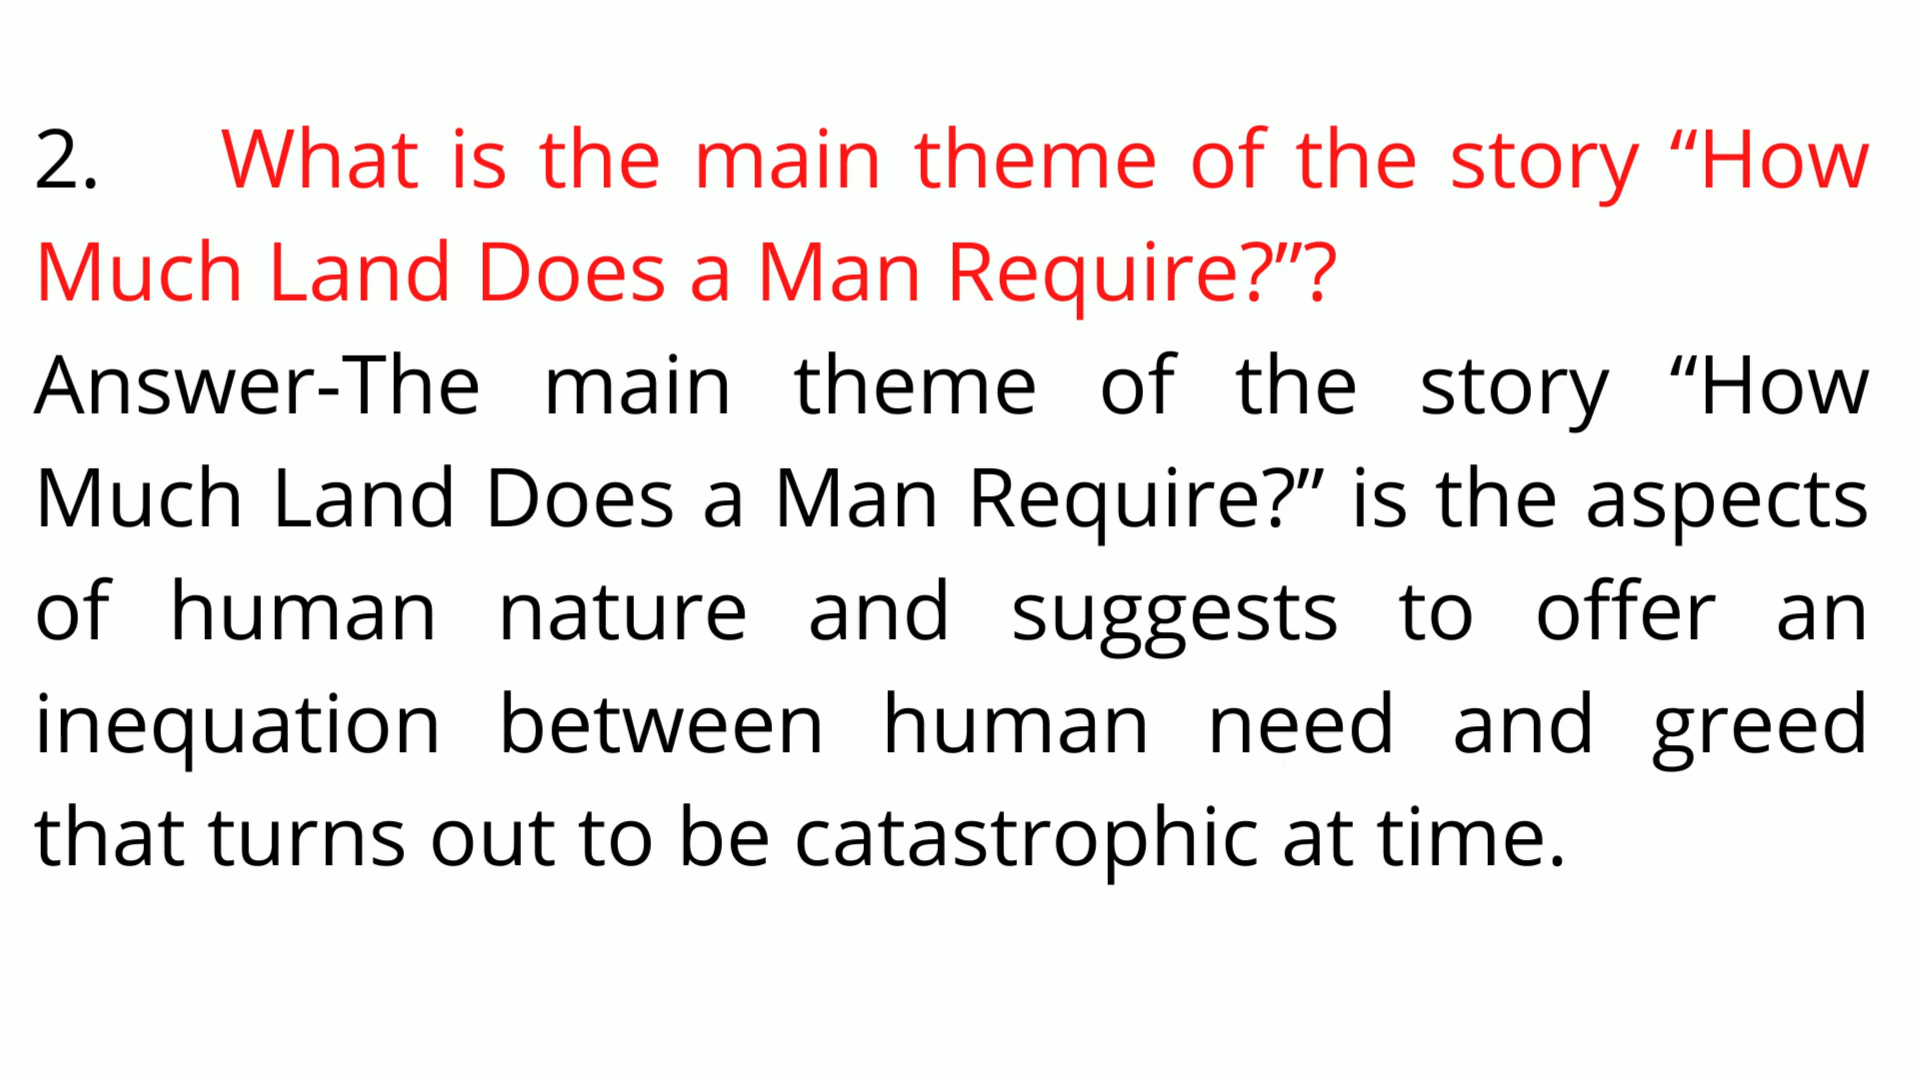 2. What is the main theme of the story “How
Much Land Does a Man Require?”?
Answer-The main theme of the story “How
Much Land Does a Man Require?” is the aspects
of human nature and suggests to offer an
inequation between human need and greed
that turns out to be catastrophic at time.